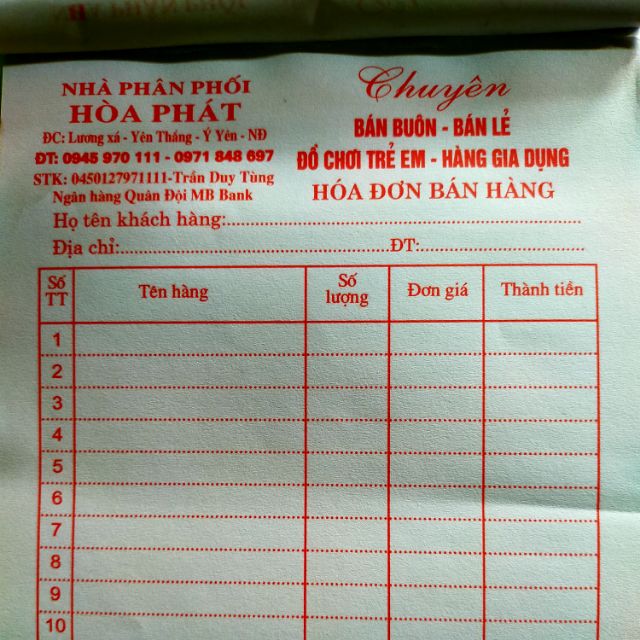 NHÀ PHÂN PHỐI
HÒA PHÁT
ĐC: Lương xá - Yên Thắng - Ý Yên - NĐ
ĐT: 0945 970 111 - 0971 848 697
STK: 0450127971111-Trần Duy Tùng
Ngân hàng Quân Đội MB Bank
Chuyên
BÁN BUÔN - BÁN LẺ
ĐỒ CHƠI TRẺ EM - HÀNG GIA DỤNG
HÓA ĐƠN BÁN HÀNG
Họ tên khách hàng:
Địa chỉ: ĐT:
Số TT Tên hàng Số lượng Đơn giá Thành tiền
1
2
3
4
5
6
7
8
9
10